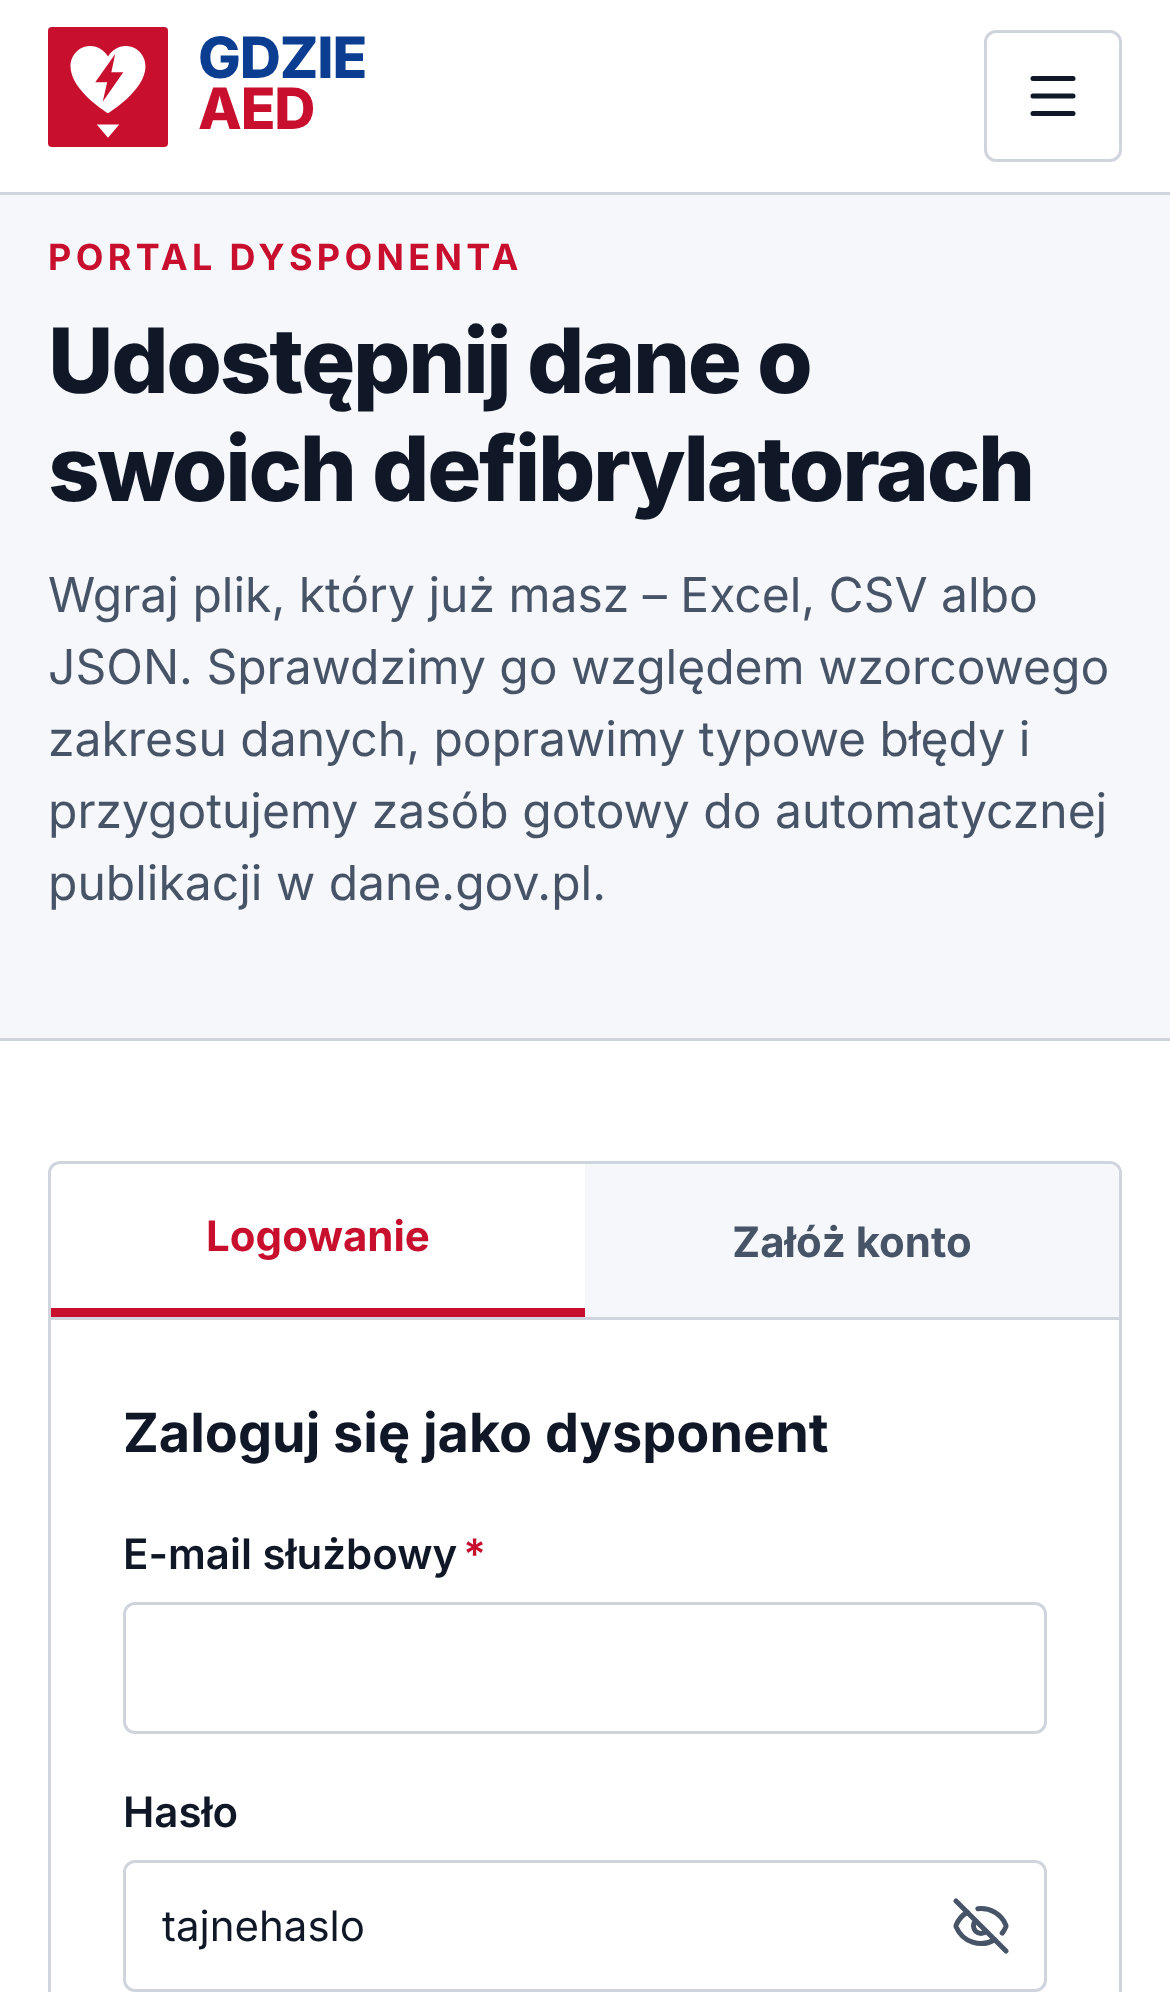 GDZIE
AED
PORTAL DYSPONENTA
Udostępnij dane o
swoich defibrylatorach
Wgraj plik, który już masz – Excel, CSV albo
JSON. Sprawdzimy go względem wzorcowego
zakresu danych, poprawimy typowe błędy i
przygotujemy zasób gotowy do automatycznej
publikacji w dane.gov.pl.
Logowanie
Załóż konto
Zaloguj się jako dysponent
E-mail służbowy *
Hasło
tajnehaslo